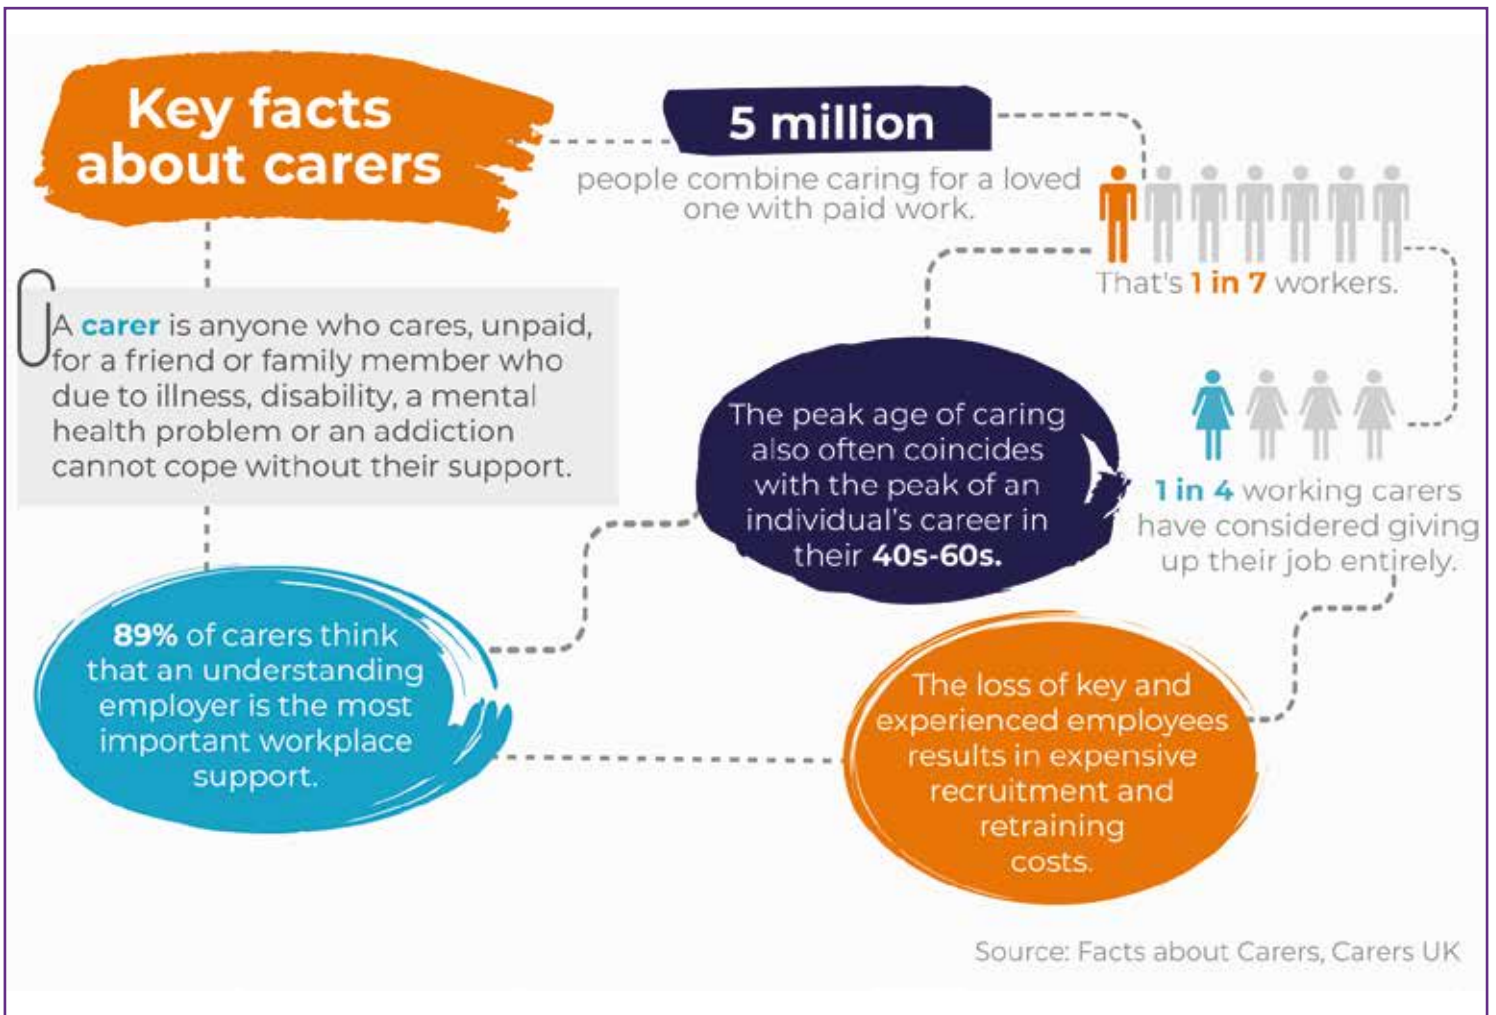 Key facts
about carers
5 million
people combine caring for a loved
one with paid work.
That's 1 in 7 workers.
A carer is anyone who cares, unpaid,
for a friend or family member who
due to illness, disability, a mental
health problem or an addiction
cannot cope without their support.
The peak age of caring
also often coincides
with the peak of an
individual’s career in
their 40s-60s.
1 in 4 working carers
have considered giving
up their job entirely.
89% of carers think
that an understanding
employer is the most
important workplace
support.
The loss of key and
experienced employees
results in expensive
recruitment and
retraining
costs.
Source: Facts about Carers, Carers UK